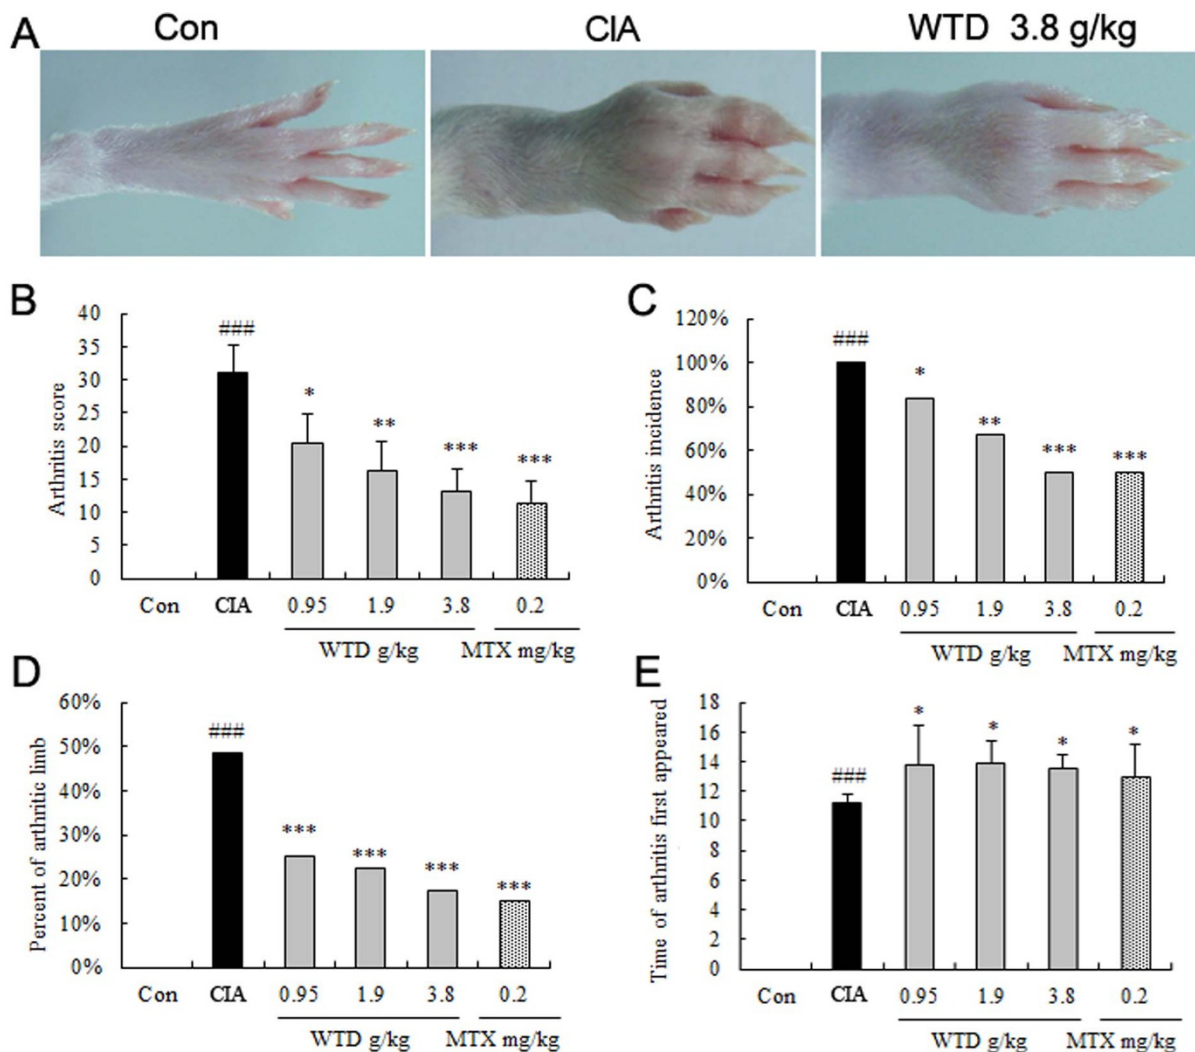 A
Con
CIA
WTD 3.8 g/kg
B
Arthritis score
40
35
30
25
20
15
10
5
0
###
*
**
***
***
Con
CIA
0.95
1.9
3.8
0.2
WTD g/kg
MTX mg/kg
C
Arthritis incidence
120%
100%
80%
60%
40%
20%
0%
###
*
**
***
***
Con
CIA
0.95
1.9
3.8
0.2
WTD g/kg
MTX mg/kg
D
Percent of arthritic limb
60%
50%
40%
30%
20%
10%
0%
###
***
***
***
***
Con
CIA
0.95
1.9
3.8
0.2
WTD g/kg
MTX mg/kg
E
Time of arthritis first appeared
18
16
14
12
10
8
6
4
2
0
###
*
*
*
*
Con
CIA
0.95
1.9
3.8
0.2
WTD g/kg
MTX mg/kg